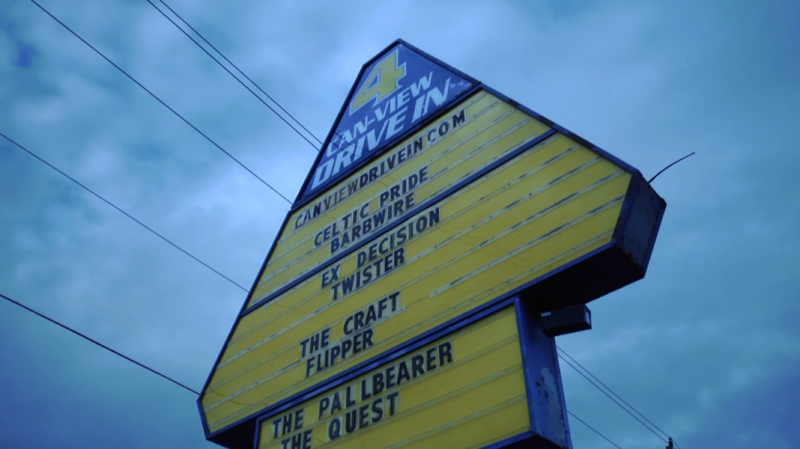 4
CAN-VIEW
DRIVE IN
CANVIEWDRIVEIN.COM
CELTIC PRIDE
BARBWIRE
EX DECISION
TWISTER
THE CRAFT
FLIPPER
THE PALLBEARER
THE QUEST